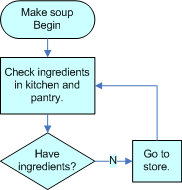 Make soup
Begin
Check ingredients
in kitchen and
pantry.
Have
ingredients?
N
Go to
store.